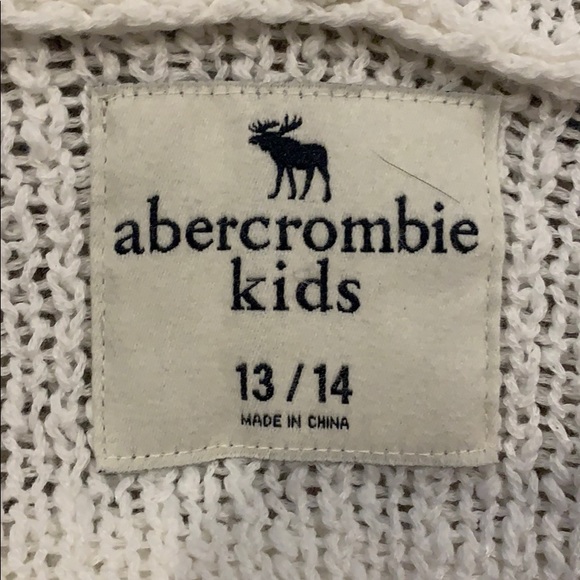 abercrombie
kids
13 / 14
MADE IN CHINA